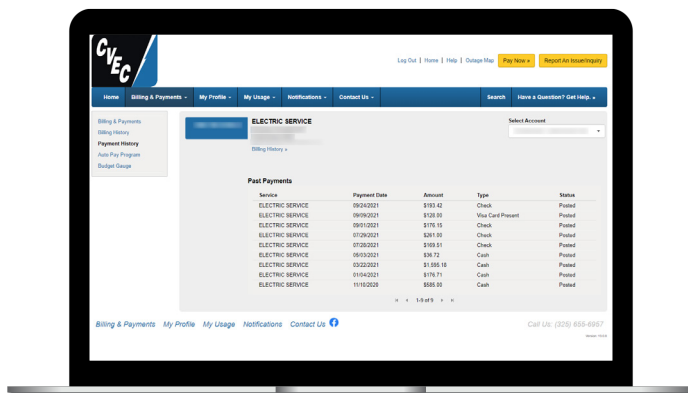 CVEC
Log Out | Home | Help | Outage Map Pay Now » Report An Issue/Inquiry
Home Billing & Payments My Profile My Usage Notifications Contact Us Search Have a Question? Get Help.
Billing & Payments
Billing History
Payment History
Auto Pay Program
Budget Gauge
ELECTRIC SERVICE
Billing History »
Select Account
Past Payments
Service Payment Date Amount Type Status
ELECTRIC SERVICE 09/24/2021 $193.42 Check Posted
ELECTRIC SERVICE 09/09/2021 $128.00 Visa Card Present Posted
ELECTRIC SERVICE 09/01/2021 $176.15 Check Posted
ELECTRIC SERVICE 07/29/2021 $261.00 Check Posted
ELECTRIC SERVICE 07/28/2021 $169.51 Check Posted
ELECTRIC SERVICE 05/03/2021 $36.72 Cash Posted
ELECTRIC SERVICE 03/22/2021 $1,595.18 Cash Posted
ELECTRIC SERVICE 01/04/2021 $176.71 Cash Posted
ELECTRIC SERVICE 11/10/2020 $585.00 Cash Posted
1-9 of 9
Billing & Payments My Profile My Usage Notifications Contact Us
Call Us: (325)